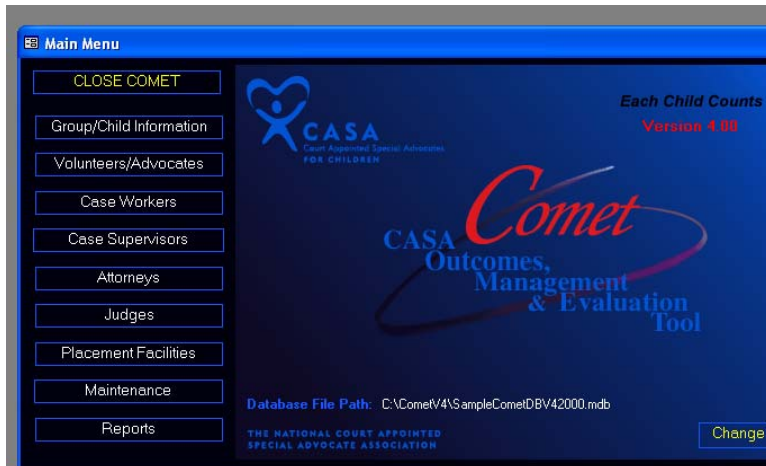 Main Menu
CLOSE COMET
Group/Child Information
Volunteers/Advocates
Case Workers
Case Supervisors
Attorneys
Judges
Placement Facilities
Maintenance
Reports
CASA
Court Appointed Special Advocates
FOR CHILDREN
Each Child Counts
Version 4.00
Comet
CASA
Outcomes,
Management
& Evaluation
Tool
Database File Path: C:\CometV4\SampleCometDBV42000.mdb
THE NATIONAL COURT APPOINTED
SPECIAL ADVOCATE ASSOCIATION
Change